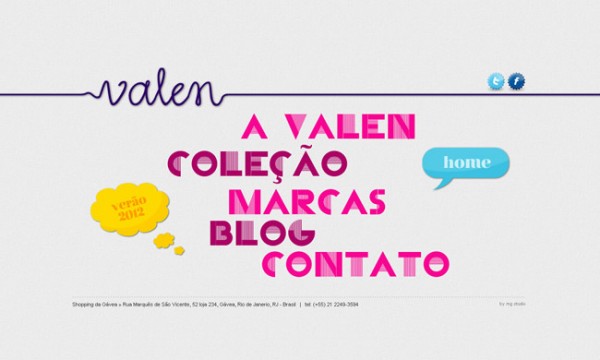 valen
A VALEN
COLEÇÃO
home
MARCAS
verão
2012
BLOG
CONTATO
Shopping da Gávea » Rua Marquês de São Vicente, 52 loja 234, Gávea, Rio de Janeiro, RJ - Brasil | tel: (+55) 21 2249-3594